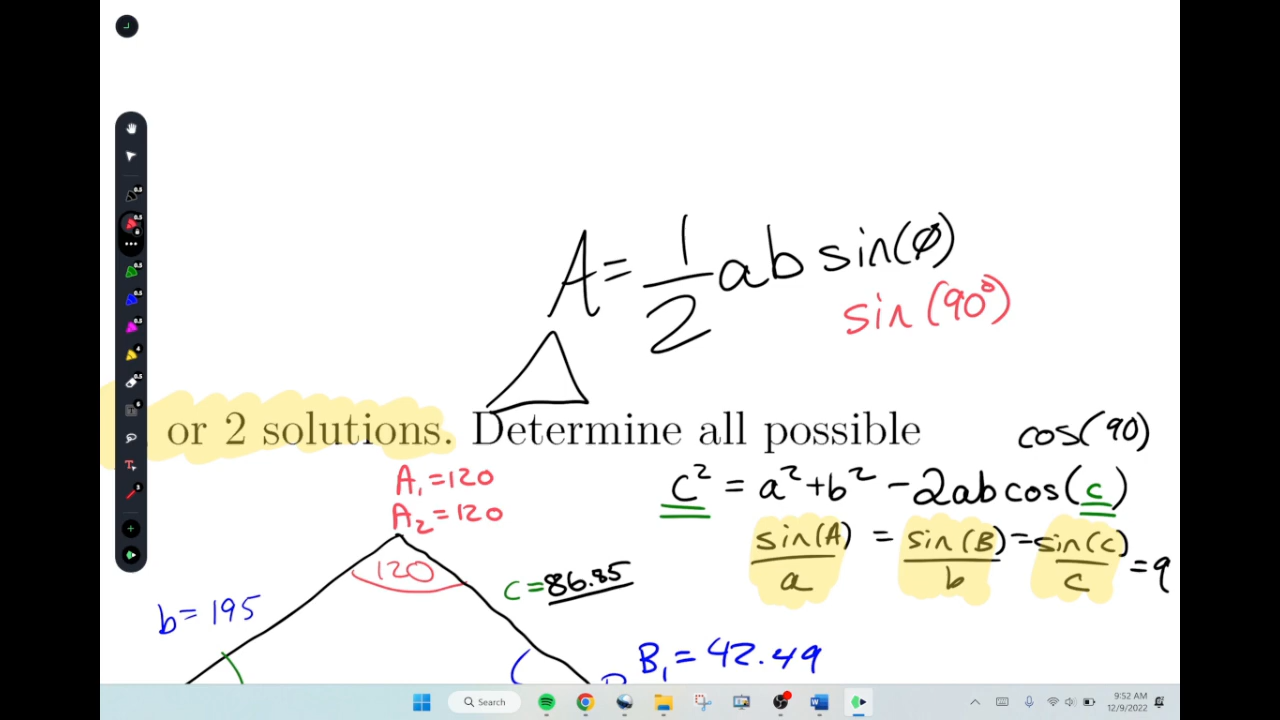 A = 1/2 ab sin(Ø)
sin(90°)
or 2 solutions. Determine all possible
cos(90)
A₁ = 120
A₂ = 120
c² = a² + b² - 2ab cos(c)
sin(A)/a = sin(B)/b = sin(c)/c = q
120
c = 86.85
b = 195
B₁ = 42.49
Search
9:52 AM
12/9/2022